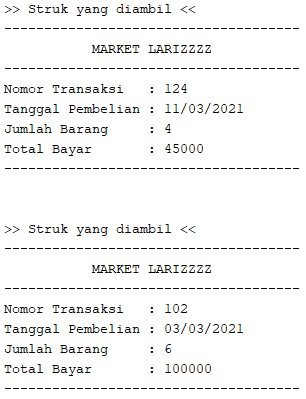 >> Struk yang diambil <<
-------------------------------------
MARKET LARIZZZZ
-------------------------------------
Nomor Transaksi : 124
Tanggal Pembelian : 11/03/2021
Jumlah Barang : 4
Total Bayar : 45000
-------------------------------------
>> Struk yang diambil <<
-------------------------------------
MARKET LARIZZZZ
-------------------------------------
Nomor Transaksi : 102
Tanggal Pembelian : 03/03/2021
Jumlah Barang : 6
Total Bayar : 100000
-------------------------------------